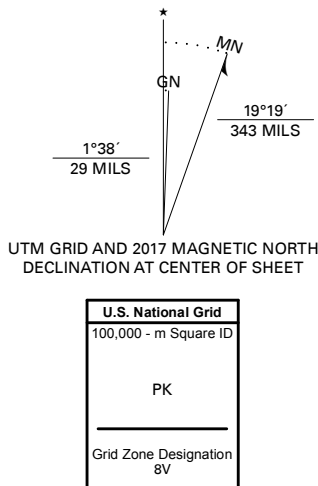 ★
MN
GN
19°19´
343 MILS
1°38´
29 MILS
UTM GRID AND 2017 MAGNETIC NORTH
DECLINATION AT CENTER OF SHEET
U.S. National Grid
100,000 - m Square ID
PK
Grid Zone Designation
8V